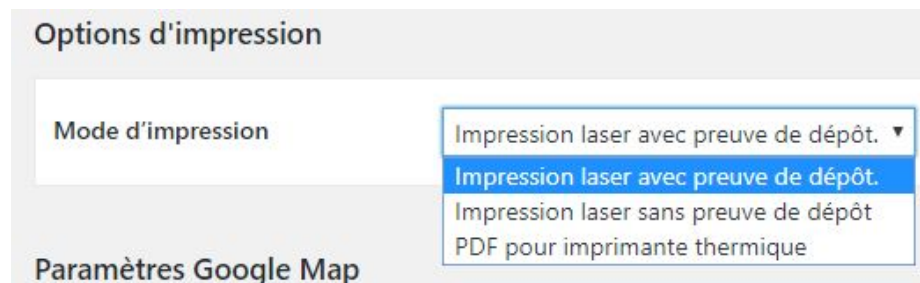 Options d'impression
Mode d’impression
Impression laser avec preuve de dépôt.
Impression laser avec preuve de dépôt.
Impression laser sans preuve de dépôt
PDF pour imprimante thermique
Paramètres Google Map